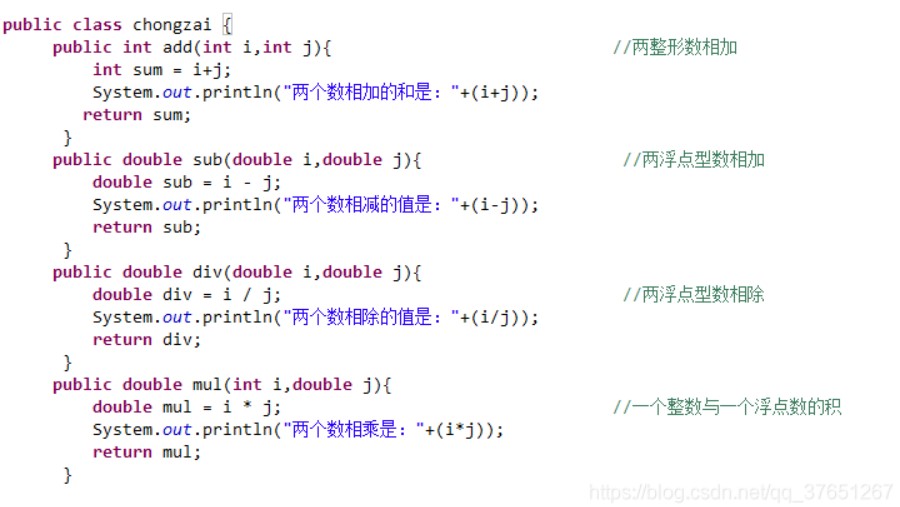 public class chongzai {
public int add(int i,int j){ //两整形数相加
int sum = i+j;
System.out.println("两个数相加的和是："+(i+j));
return sum;
}
public double sub(double i,double j){ //两浮点型数相加
double sub = i - j;
System.out.println("两个数相减的值是："+(i-j));
return sub;
}
public double div(double i,double j){
double div = i / j; //两浮点型数相除
System.out.println("两个数相除的值是："+(i/j));
return div;
}
public double mul(int i,double j){
double mul = i * j; //一个整数与一个浮点数的积
System.out.println("两个数相乘是："+(i*j));
return mul;
}
https://blog.csdn.net/qq_37651267